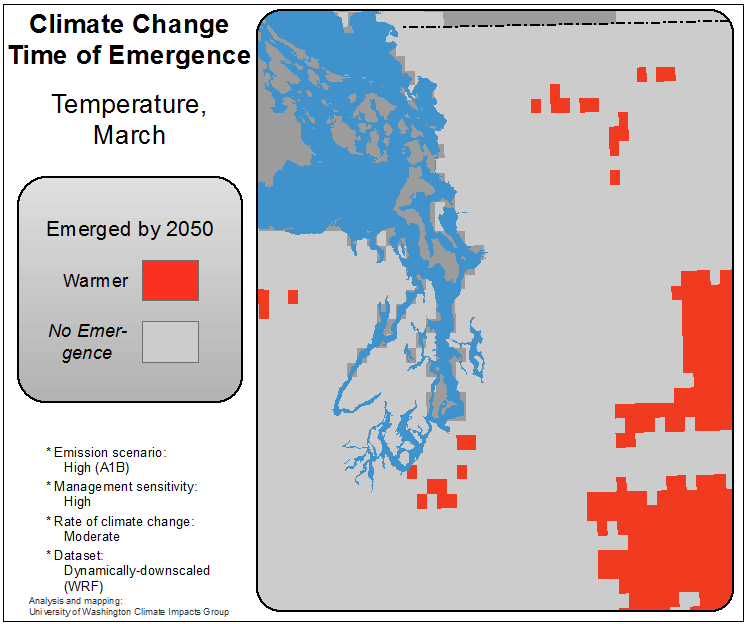 Climate Change
Time of Emergence
Temperature,
March
Emerged by 2050
Warmer
No Emer-
gence
* Emission scenario:
High (A1B)
* Management sensitivity:
High
* Rate of climate change:
Moderate
* Dataset:
Dynamically-downscaled
(WRF)
Analysis and mapping:
University of Washington Climate Impacts Group